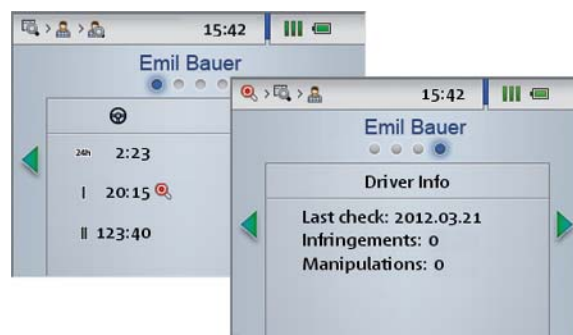 15:42
Emil Bauer
24h 2:23
I 20:15
II 123:40
15:42
Emil Bauer
Driver Info
Last check: 2012.03.21
Infringements: 0
Manipulations: 0